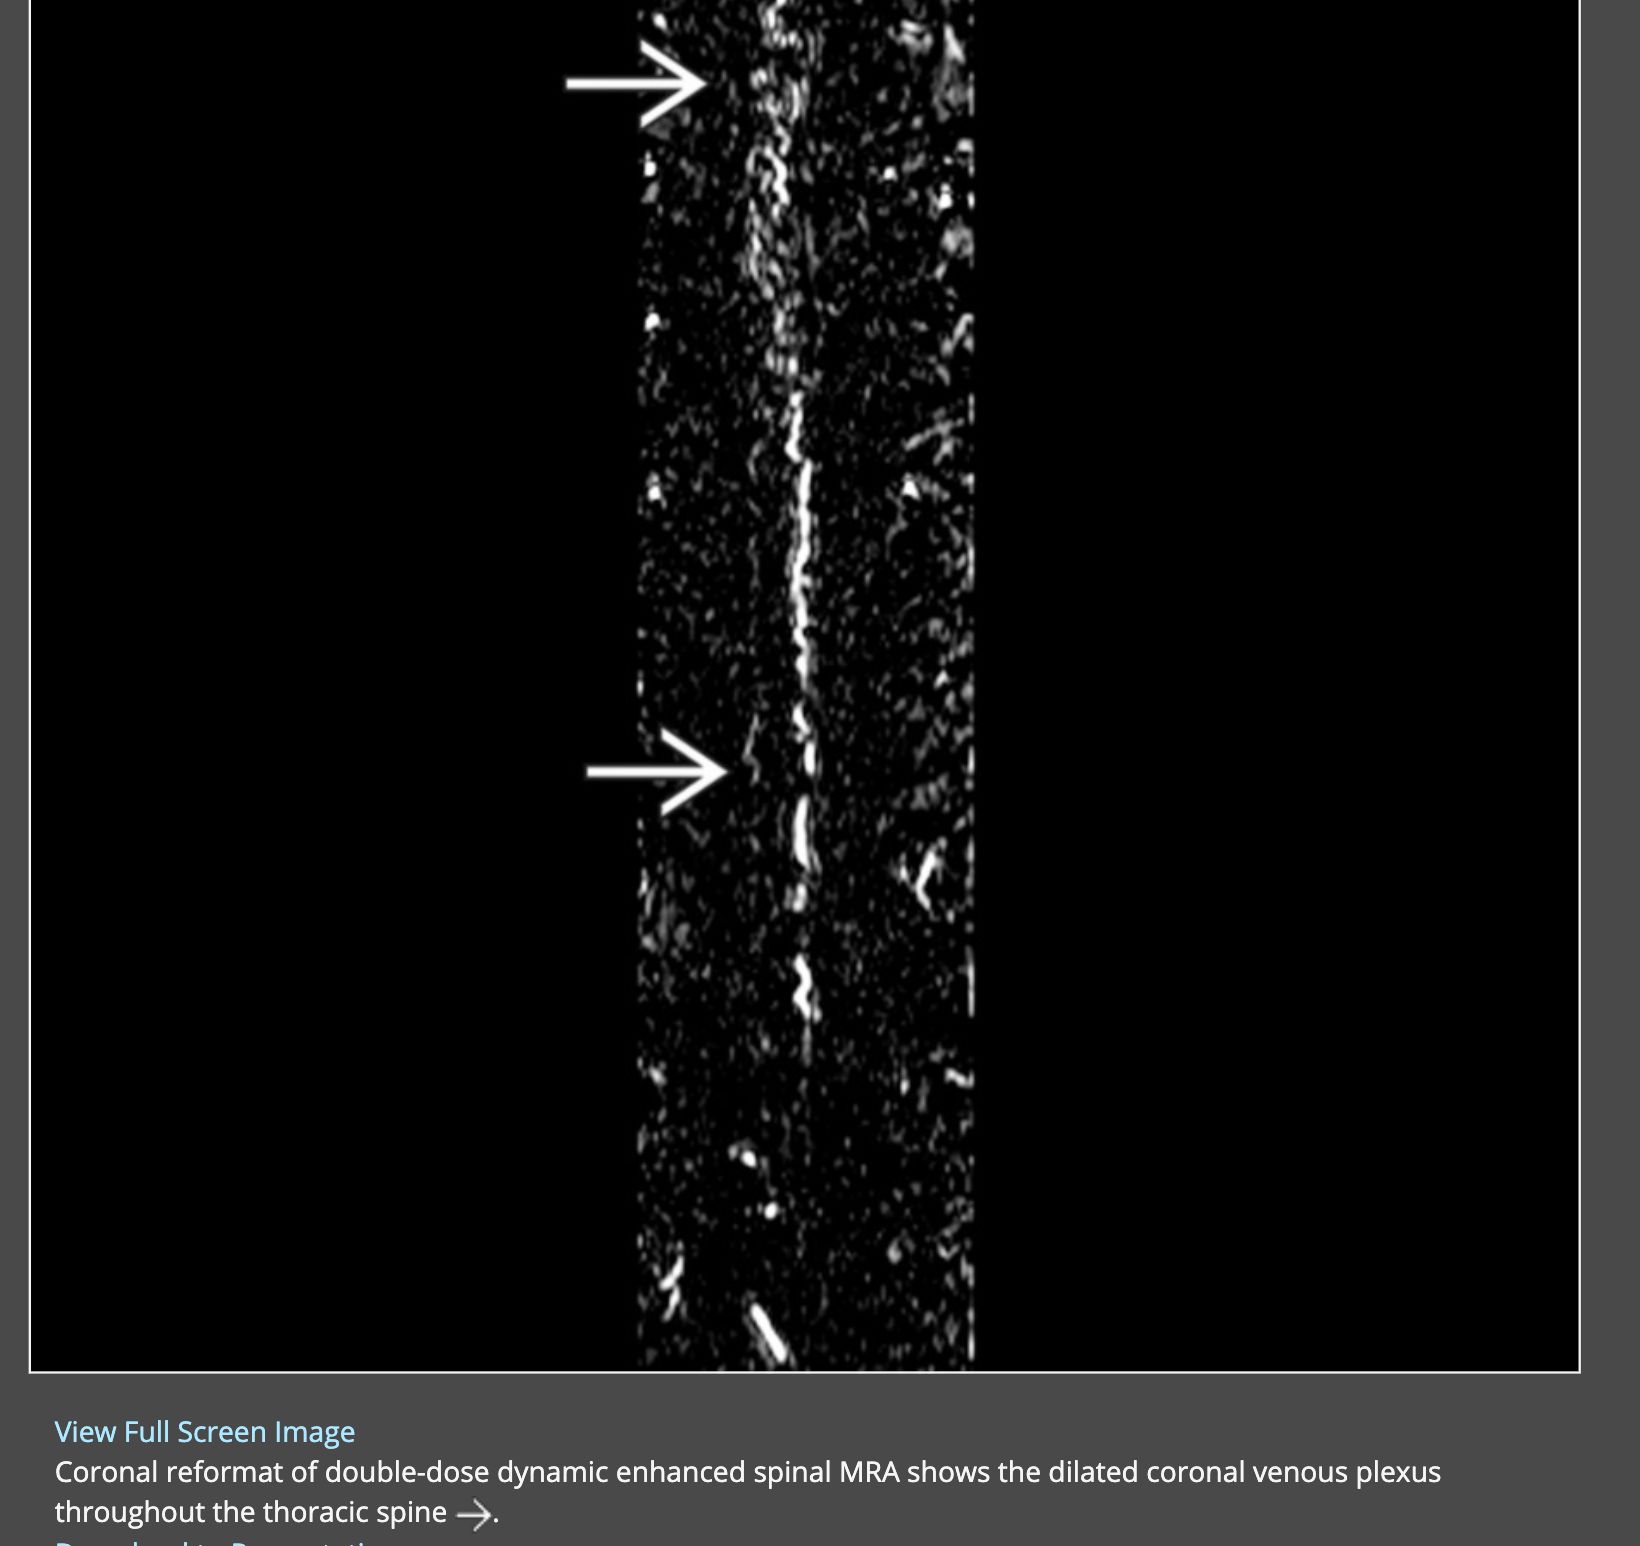 View Full Screen Image
Coronal reformat of double-dose dynamic enhanced spinal MRA shows the dilated coronal venous plexus
throughout the thoracic spine →.